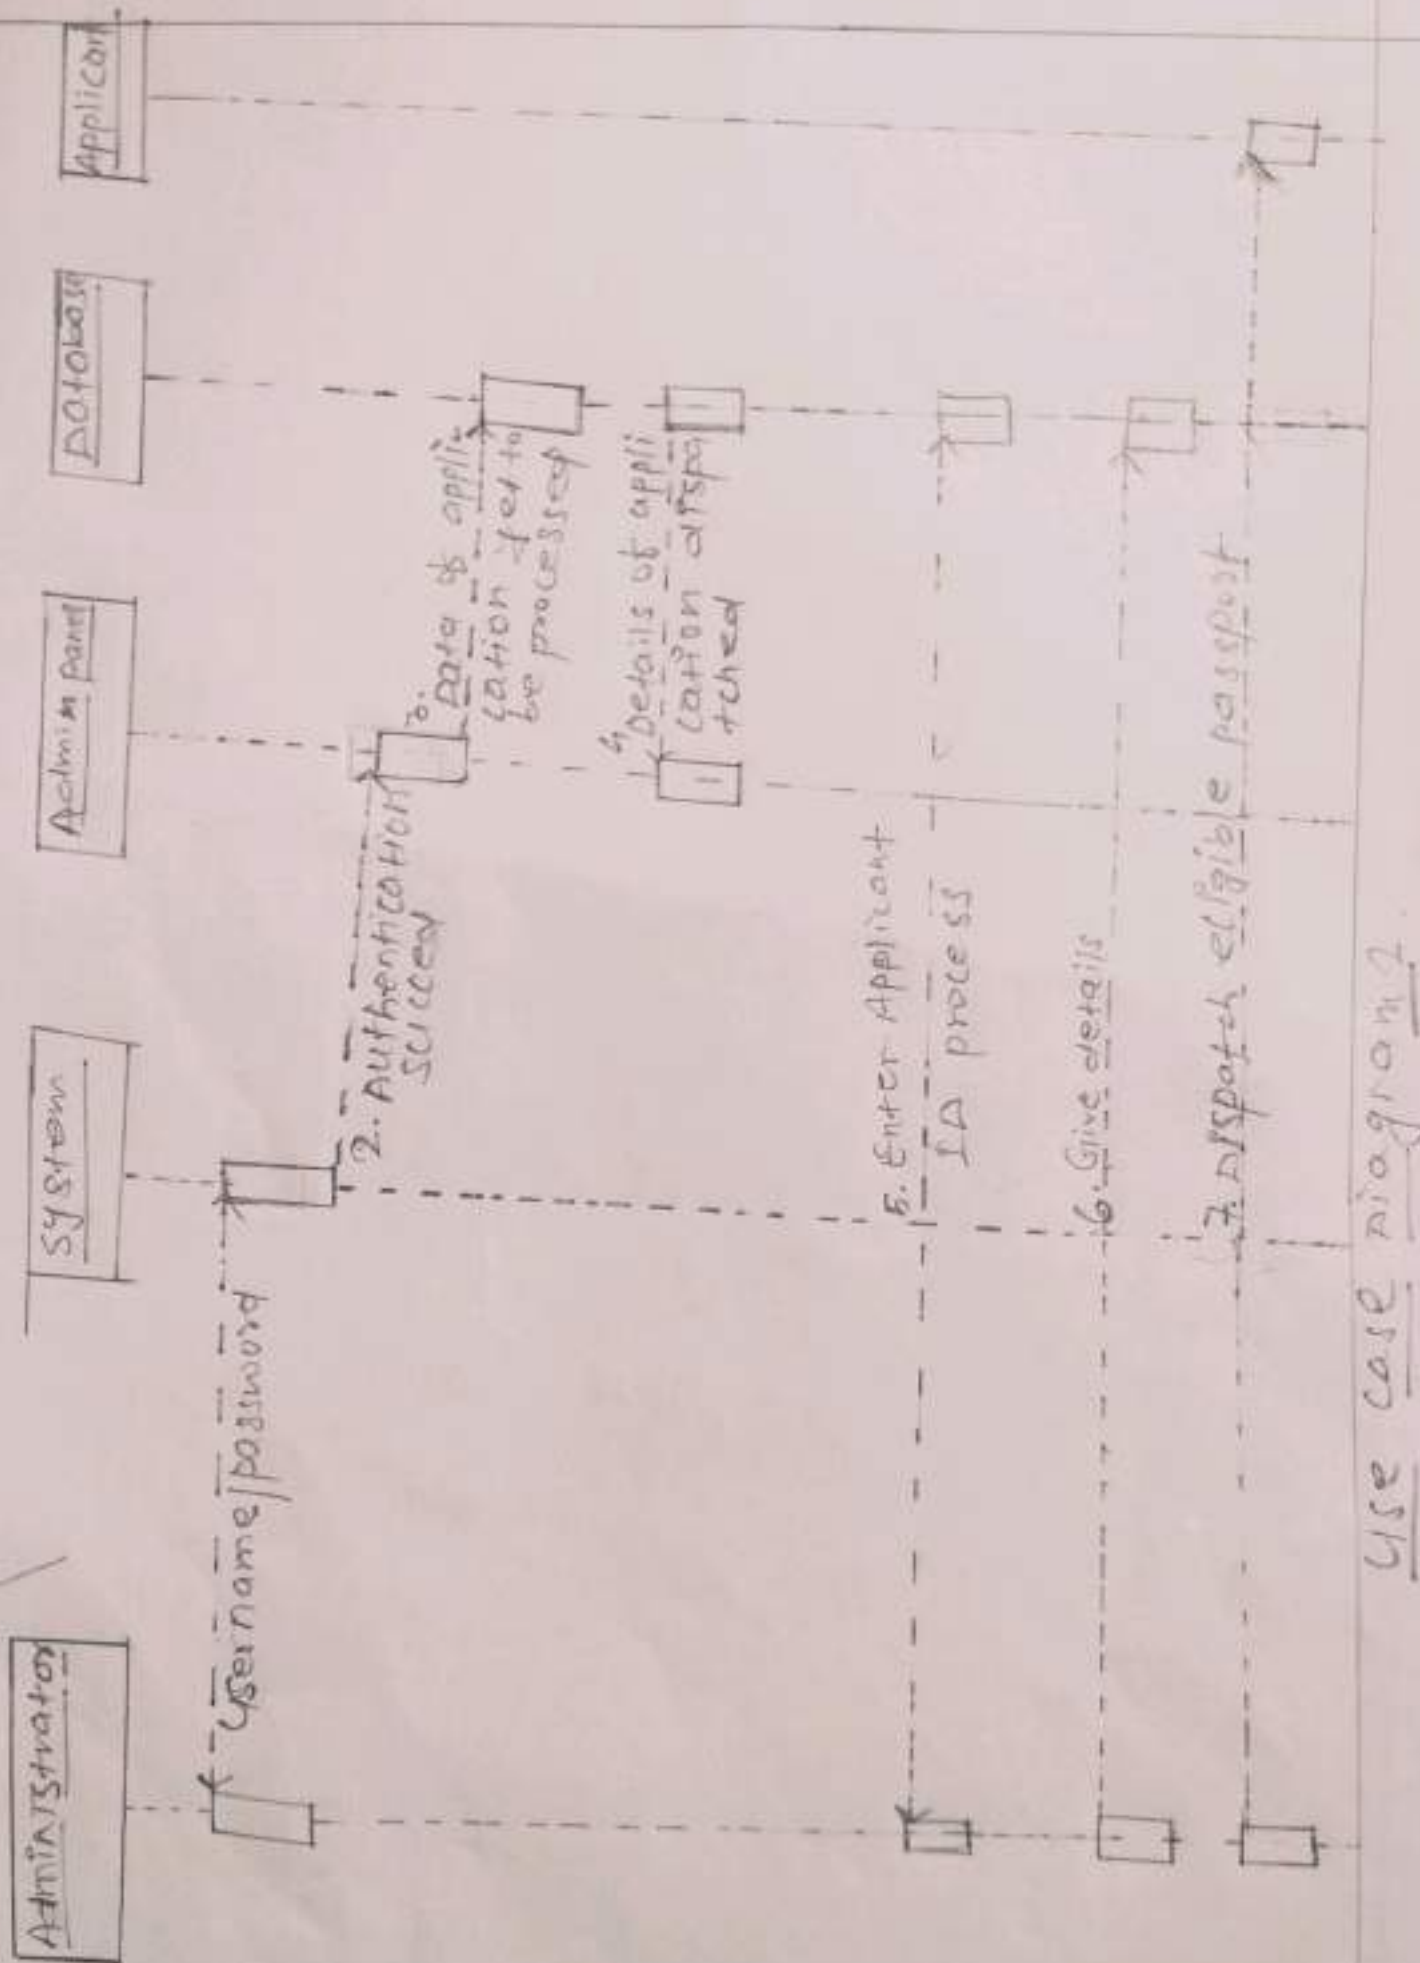 Administrator
System
Admin panel
Database
Applicant
Username/password
2. Authentication
succed
3.
Data of appli
cation yet to
be processed
4
Details of appli
cation dispa
tched
5. Enter Applicant
ID process
6. Give details
7. Dispatch eligible passport
Use case Diagram 2.